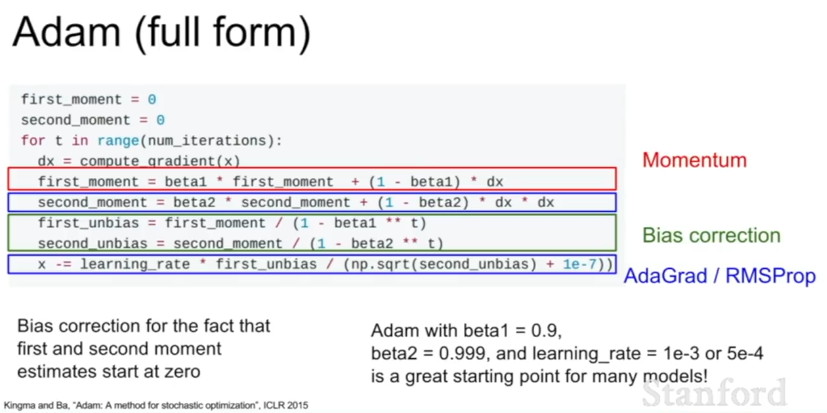 Adam (full form)
first_moment = 0
second_moment = 0
for t in range(num_iterations):
dx = compute_gradient(x)
first_moment = beta1 * first_moment + (1 - beta1) * dx
second_moment = beta2 * second_moment + (1 - beta2) * dx * dx
first_unbias = first_moment / (1 - beta1 ** t)
second_unbias = second_moment / (1 - beta2 ** t)
x -= learning_rate * first_unbias / (np.sqrt(second_unbias) + 1e-7))
Momentum
Bias correction
AdaGrad / RMSProp
Bias correction for the fact that
first and second moment
estimates start at zero
Adam with beta1 = 0.9,
beta2 = 0.999, and learning_rate = 1e-3 or 5e-4
is a great starting point for many models!
Stanford
Kingma and Ba, "Adam: A method for stochastic optimization", ICLR 2015